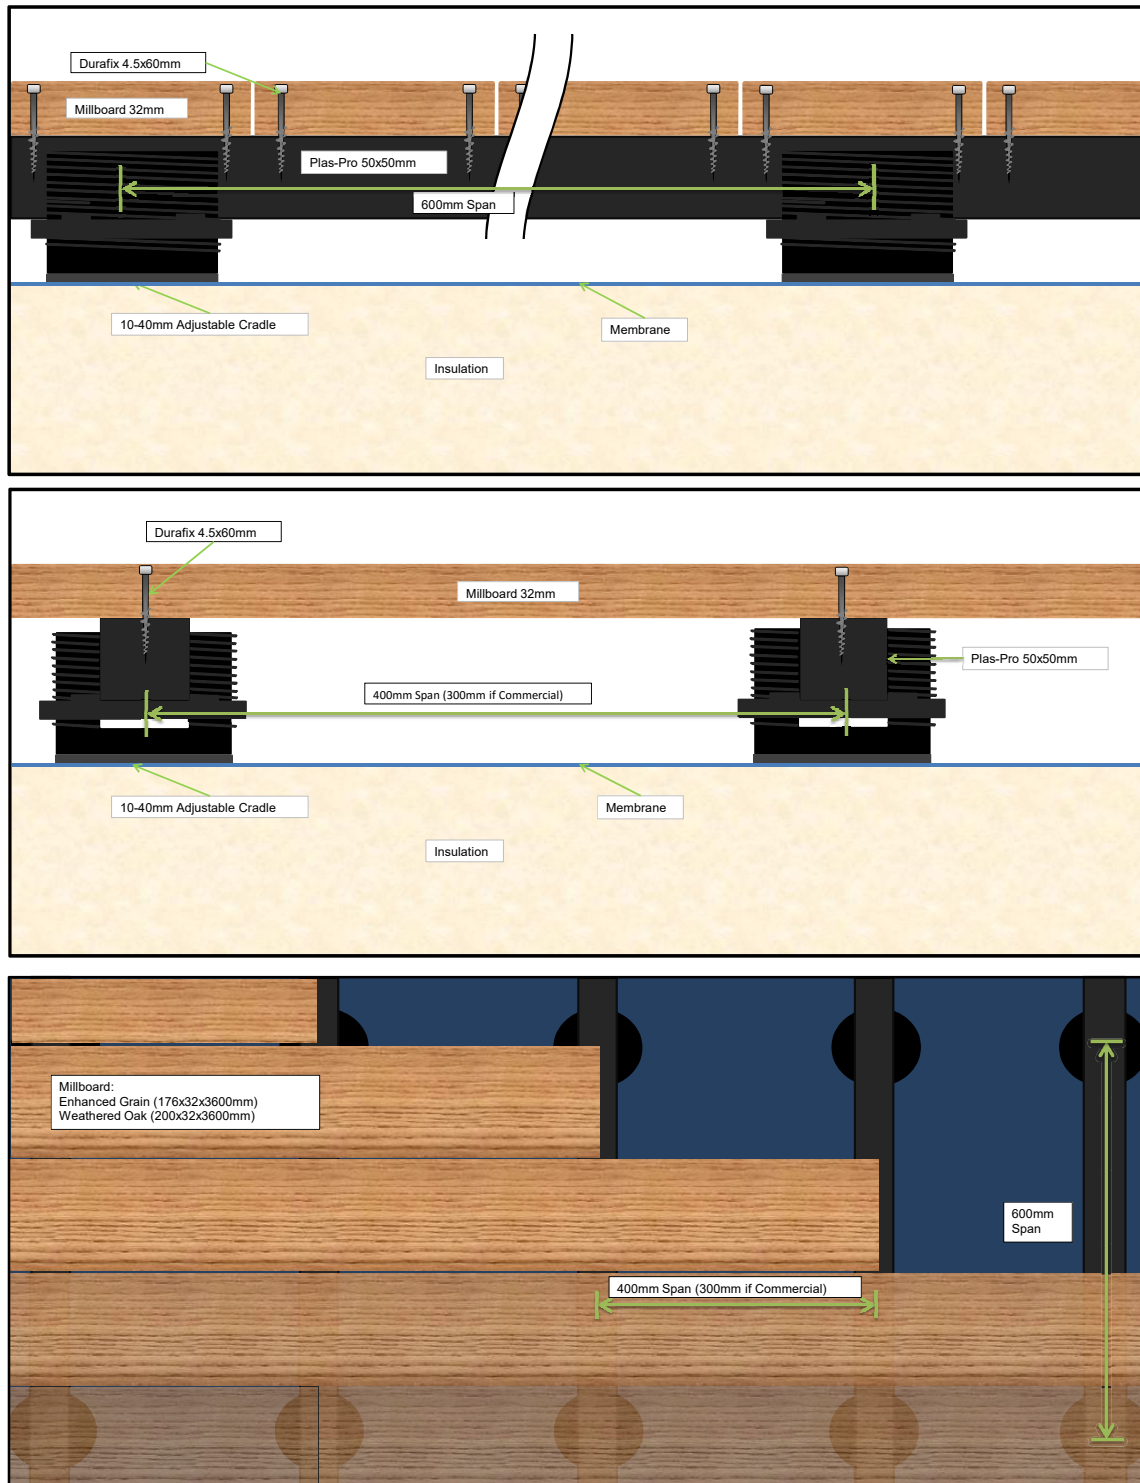 Durafix 4.5x60mm
Millboard 32mm
Plas-Pro 50x50mm
600mm Span
10-40mm Adjustable Cradle
Membrane
Insulation
Durafix 4.5x60mm
Millboard 32mm
Plas-Pro 50x50mm
400mm Span (300mm if Commercial)
10-40mm Adjustable Cradle
Membrane
Insulation
Millboard:
Enhanced Grain (176x32x3600mm)
Weathered Oak (200x32x3600mm)
600mm
Span
400mm Span (300mm if Commercial)